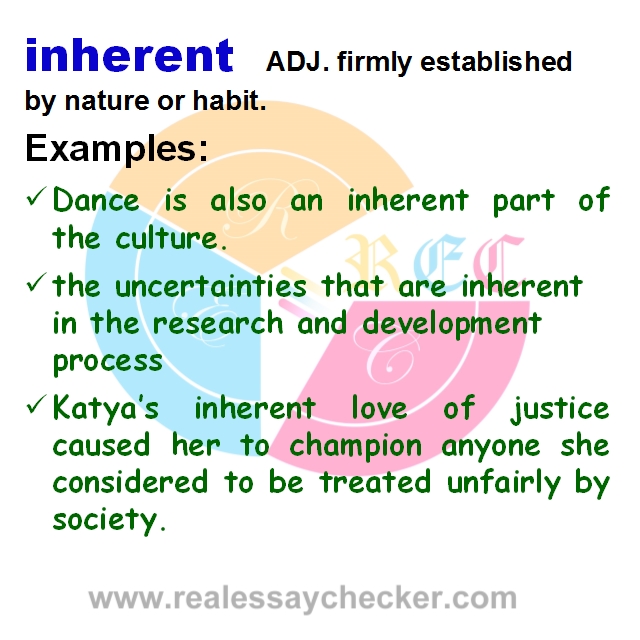 inherent ADJ. firmly established
by nature or habit.
Examples:
✓ Dance is also an inherent part of
the culture.
✓ the uncertainties that are inherent
in the research and development
process
✓ Katya's inherent love of justice
caused her to champion anyone she
considered to be treated unfairly by
society.
R
REC
E
C
www.realessaychecker.com